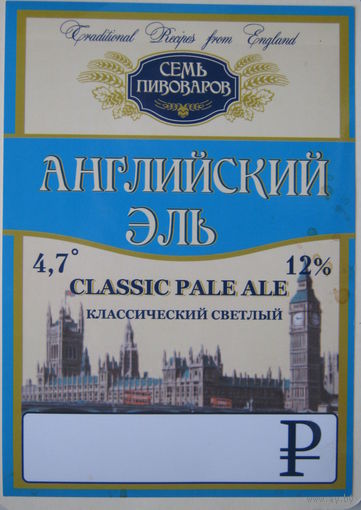 Traditional Recipes from England
СЕМЬ
ПИВОВАРОВ
АНГЛИЙСКИЙ
ЭЛЬ
4,7° 12%
CLASSIC PALE ALE
КЛАССИЧЕСКИЙ СВЕТЛЫЙ
₽